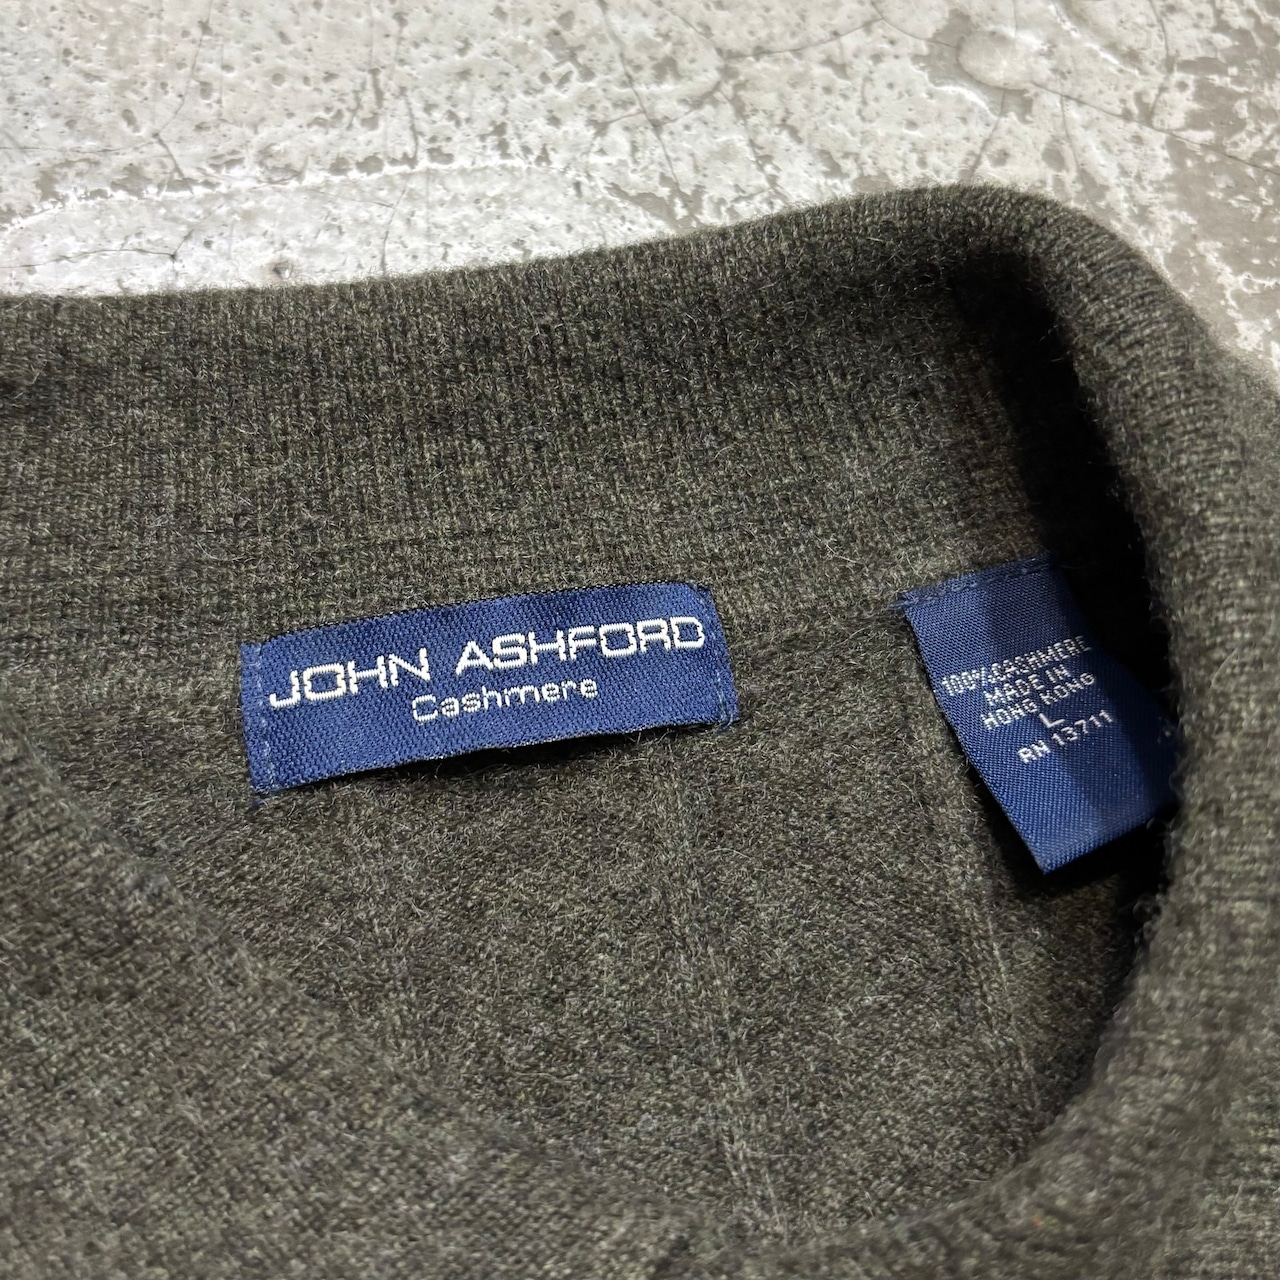 JOHN ASHFORD
Cashmere
100% CASHMERE
MADE IN
HONG KONG
L
RN 13711